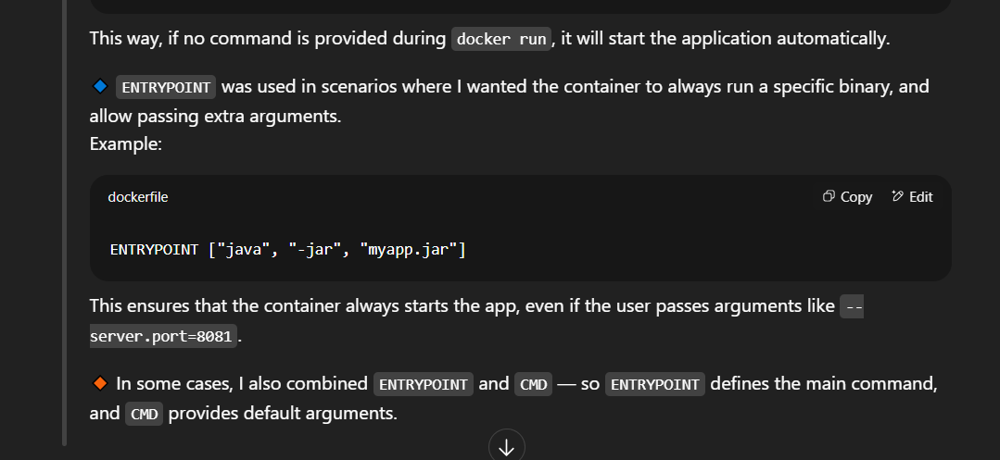 This way, if no command is provided during docker run, it will start the application automatically.
ENTRYPOINT was used in scenarios where I wanted the container to always run a specific binary, and
allow passing extra arguments.
Example:
dockerfile
Copy
Edit
ENTRYPOINT ["java", "-jar", "myapp.jar"]
This ensures that the container always starts the app, even if the user passes arguments like --
server.port=8081.
In some cases, I also combined ENTRYPOINT and CMD — so ENTRYPOINT defines the main command,
and CMD provides default arguments.